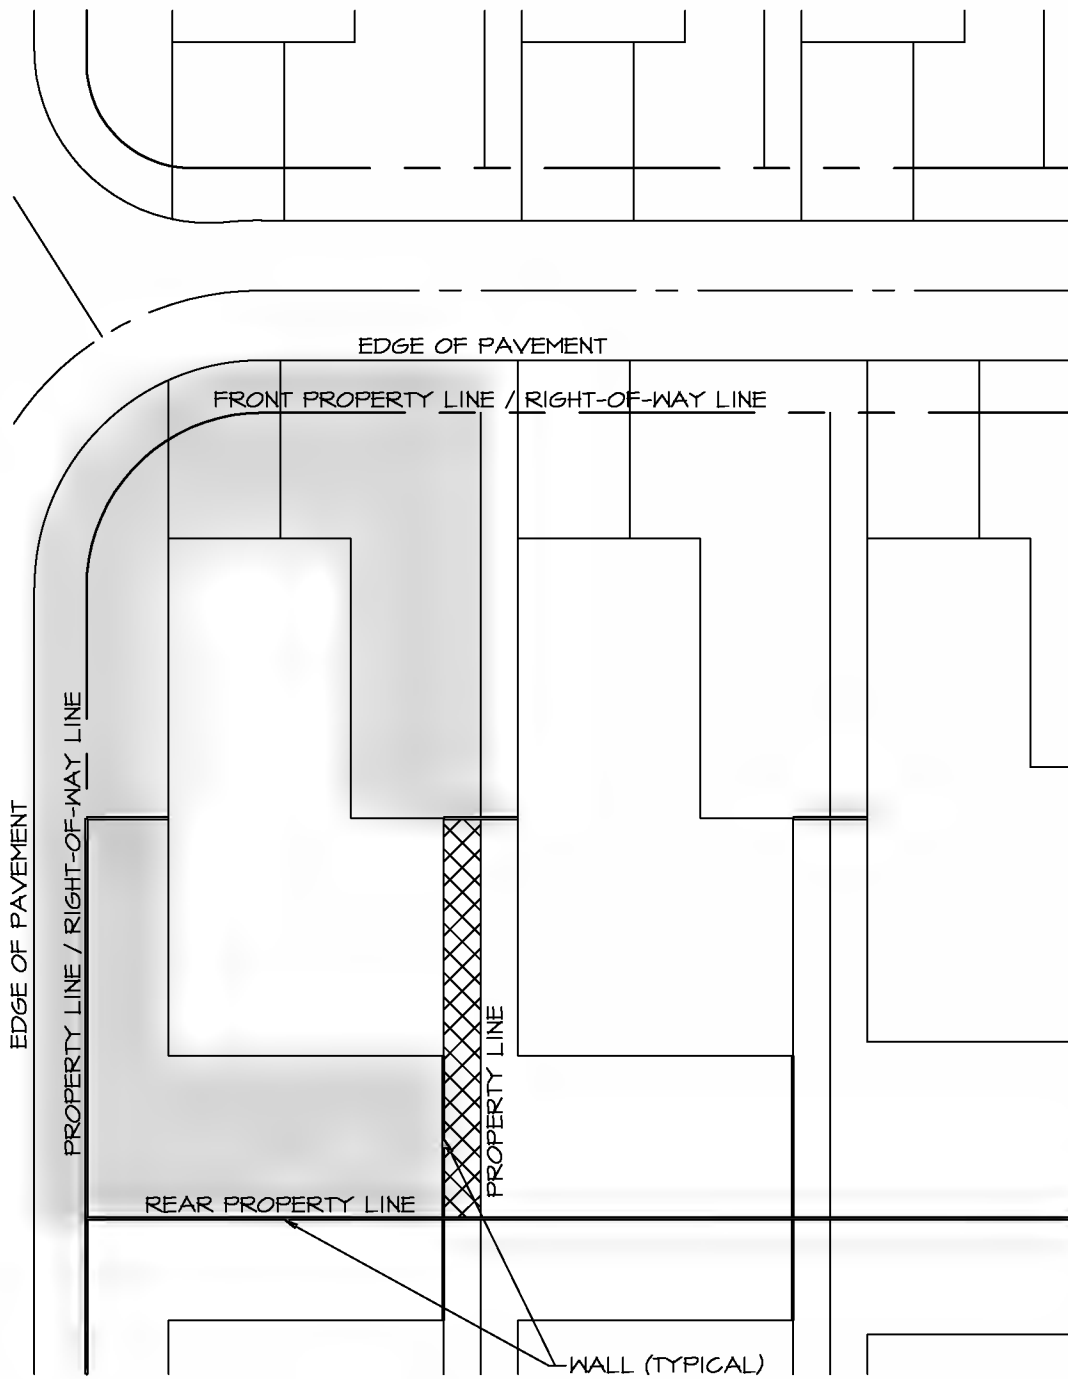 EDGE OF PAVEMENT
FRONT PROPERTY LINE / RIGHT-OF-WAY LINE
PROPERTY LINE / RIGHT-OF-WAY LINE
EDGE OF PAVEMENT
PROPERTY LINE
REAR PROPERTY LINE
WALL (TYPICAL)